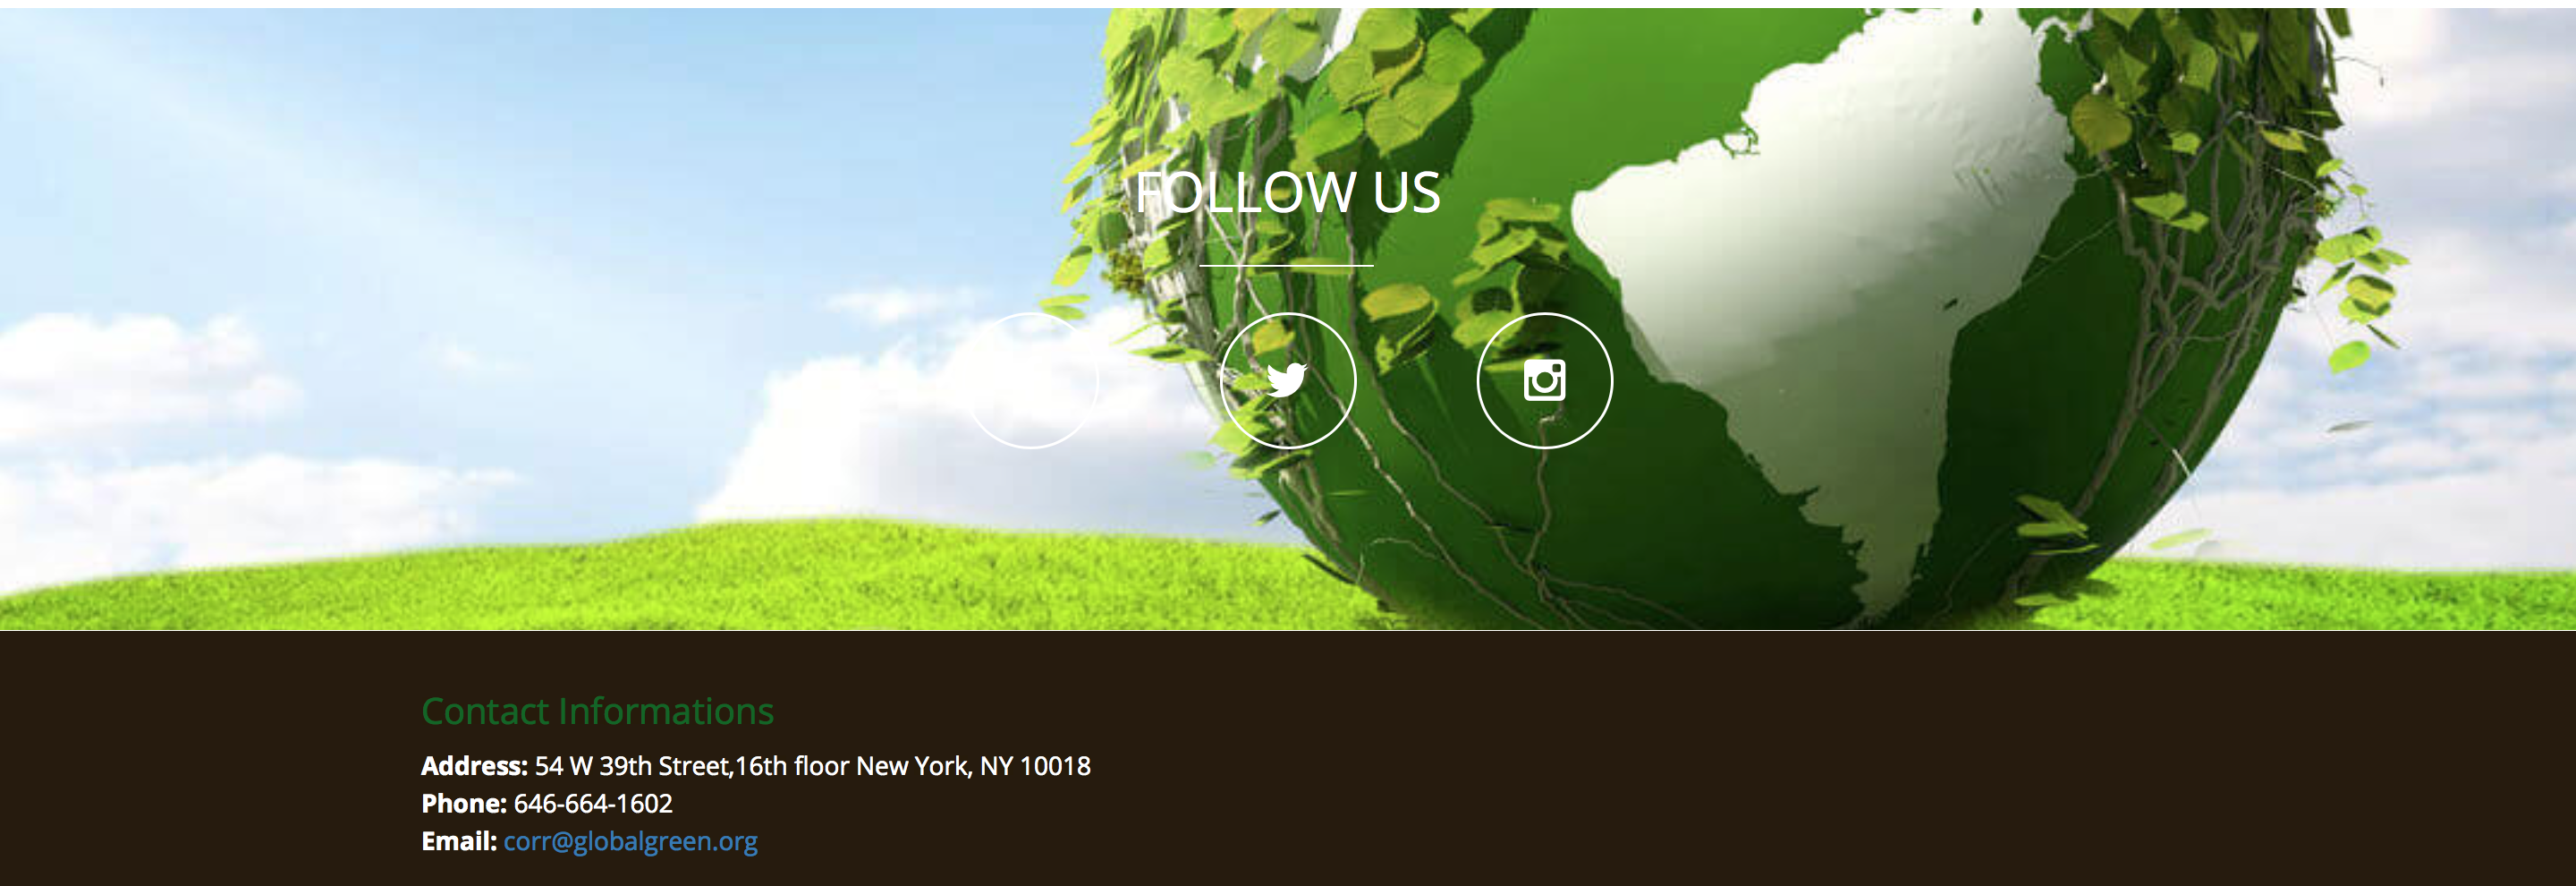 FOLLOW US
Contact Informations
Address: 54 W 39th Street,16th floor New York, NY 10018
Phone: 646-664-1602
Email: corr@globalgreen.org